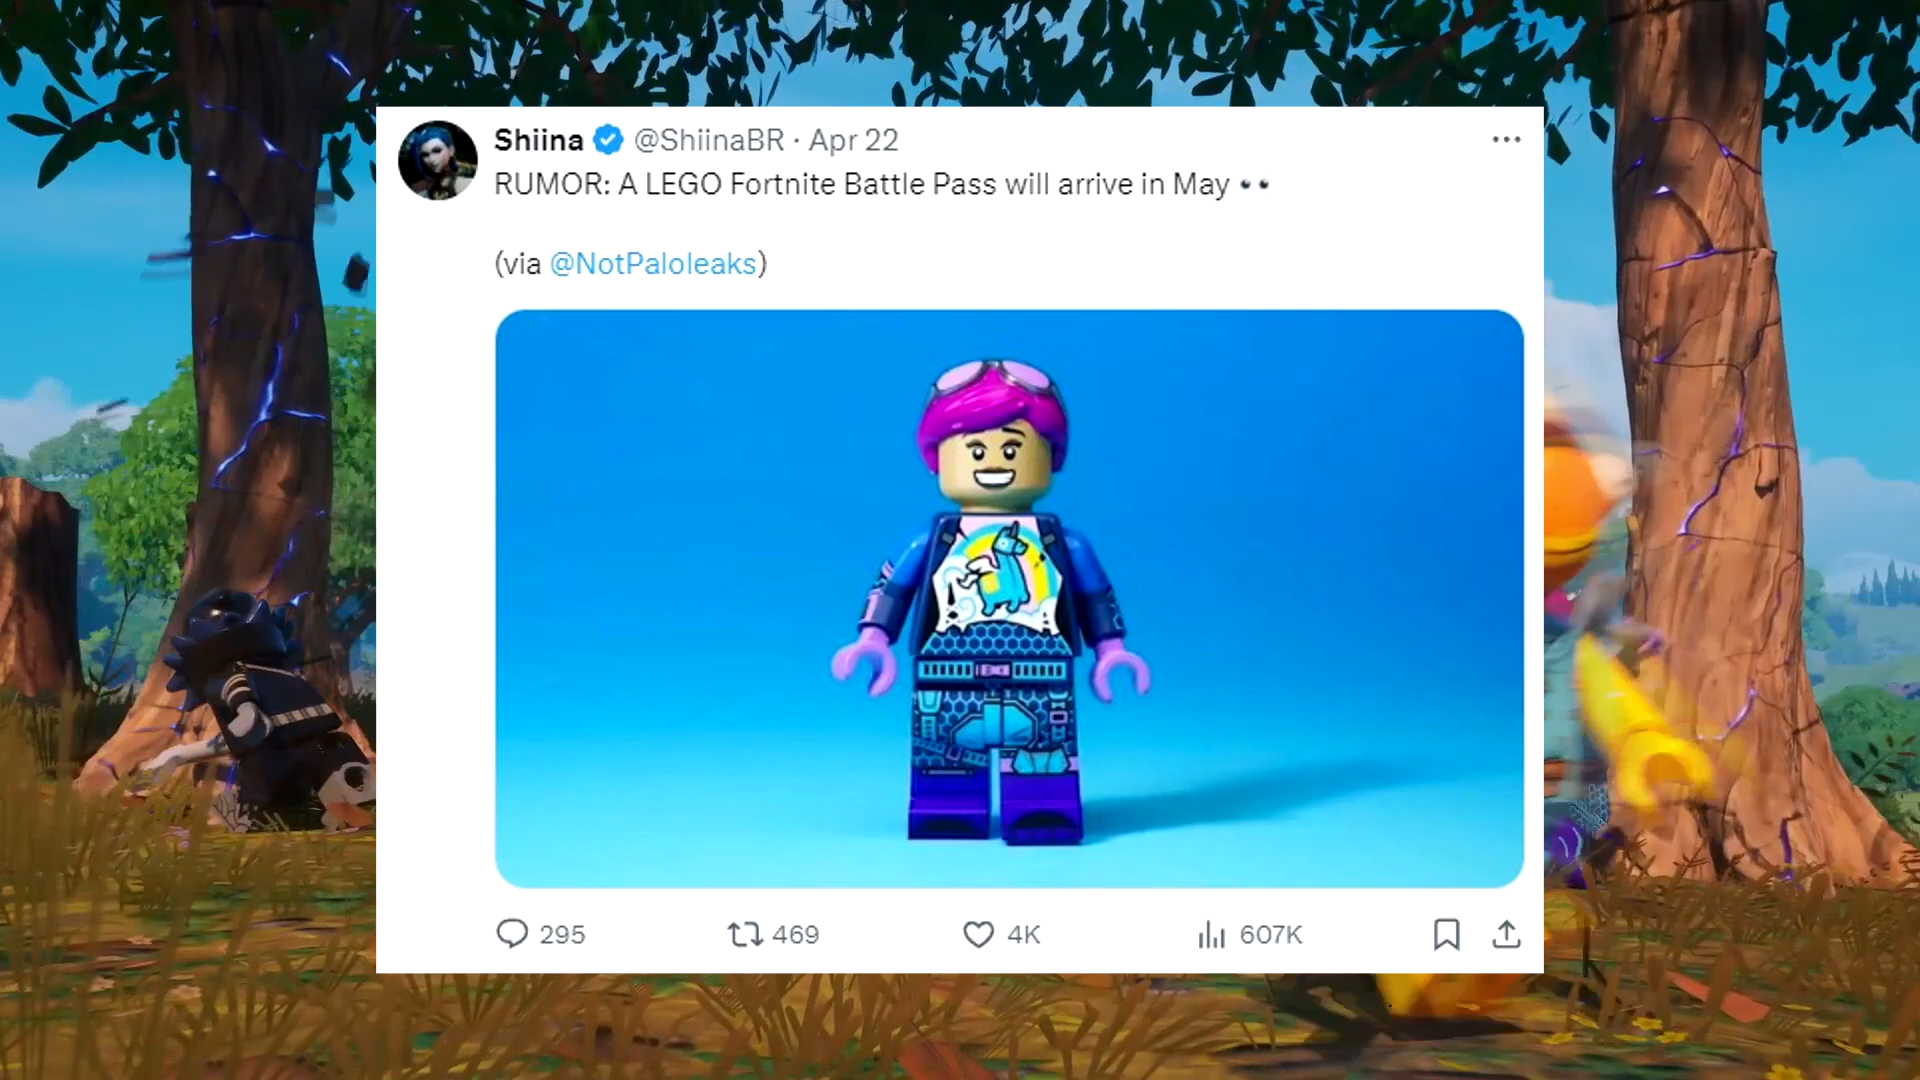 Shiina @ShiinaBR · Apr 22
RUMOR: A LEGO Fortnite Battle Pass will arrive in May 👀
(via @NotPaloleaks)
295 469 4K 607K